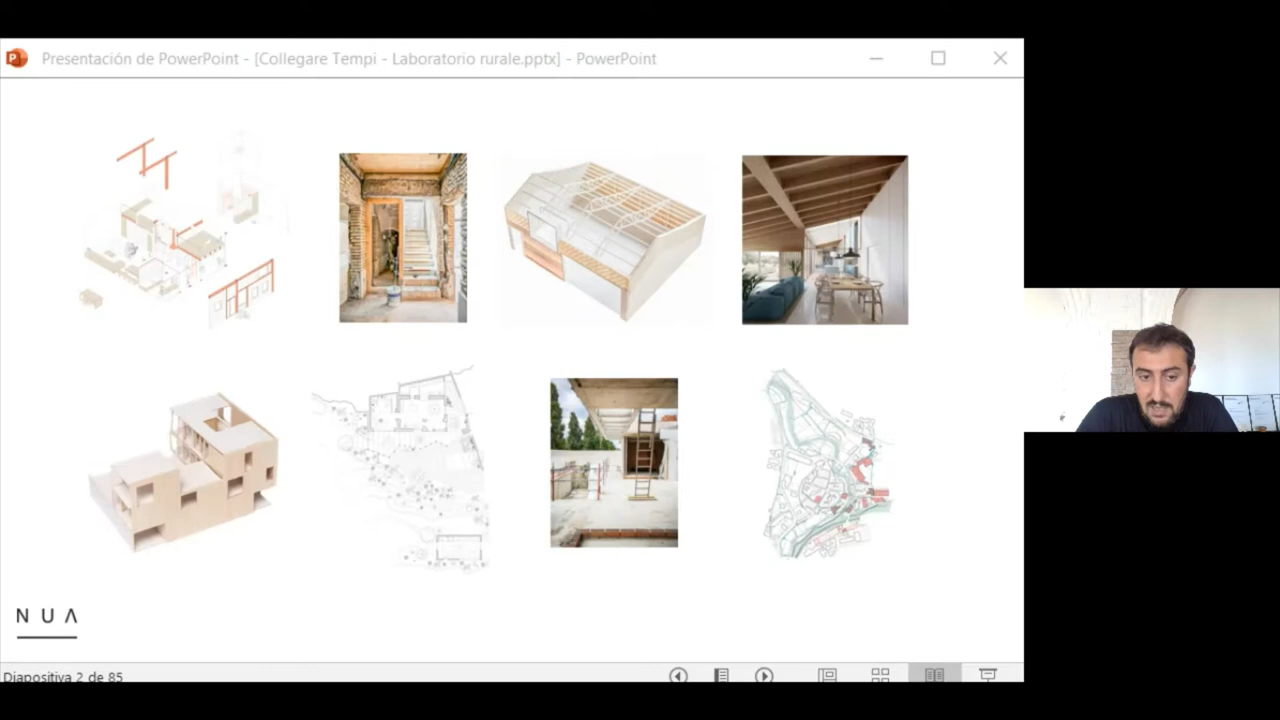 Presentación de PowerPoint - [Collegare Tempi - Laboratorio rurale.pptx] - PowerPoint
N U Λ
Diapositiva 2 de 85